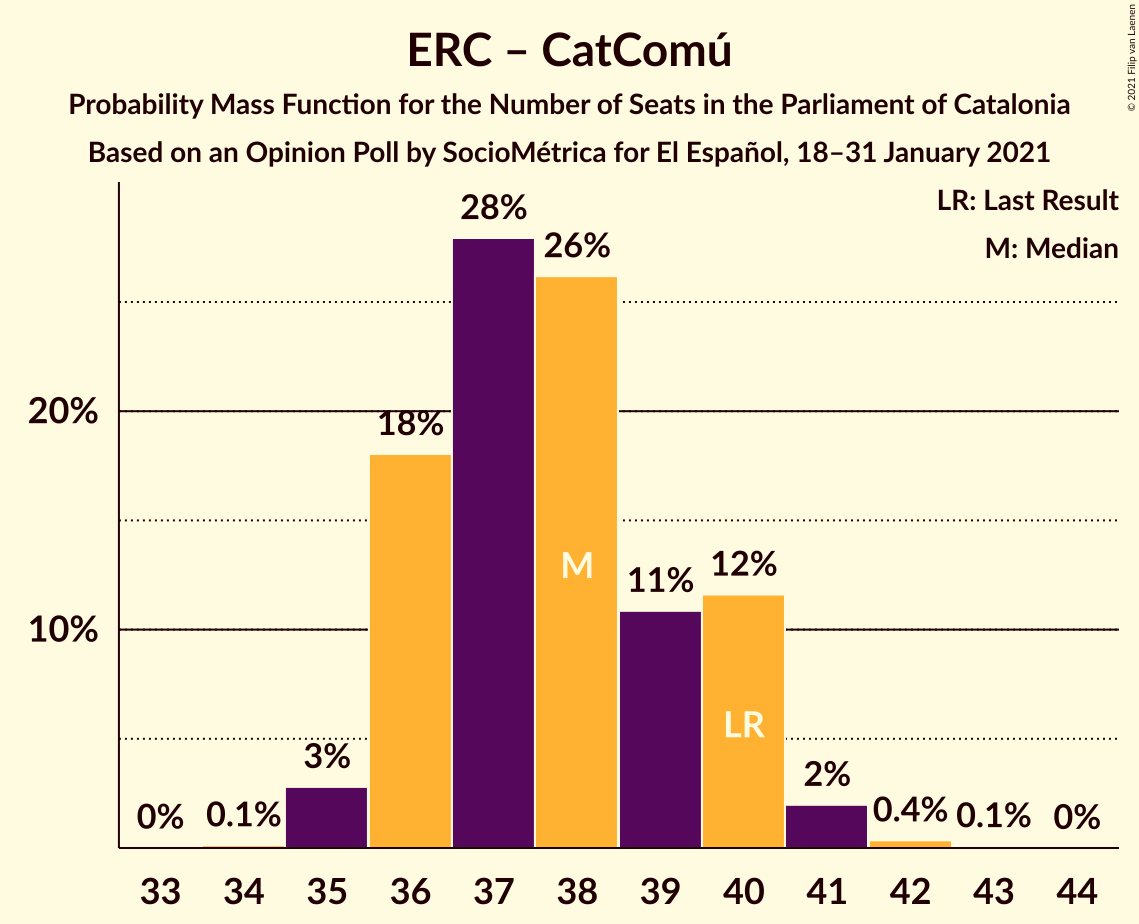 ERC – CatComú
Probability Mass Function for the Number of Seats in the Parliament of Catalonia
Based on an Opinion Poll by SocioMétrica for El Español, 18–31 January 2021
© 2021 Filip van Laenen
LR: Last Result
M: Median
28%
26%
20%
18%
M
11%
12%
10%
LR
3%
2%
0%
0.1%
0.4%
0.1%
0%
33 34 35 36 37 38 39 40 41 42 43 44